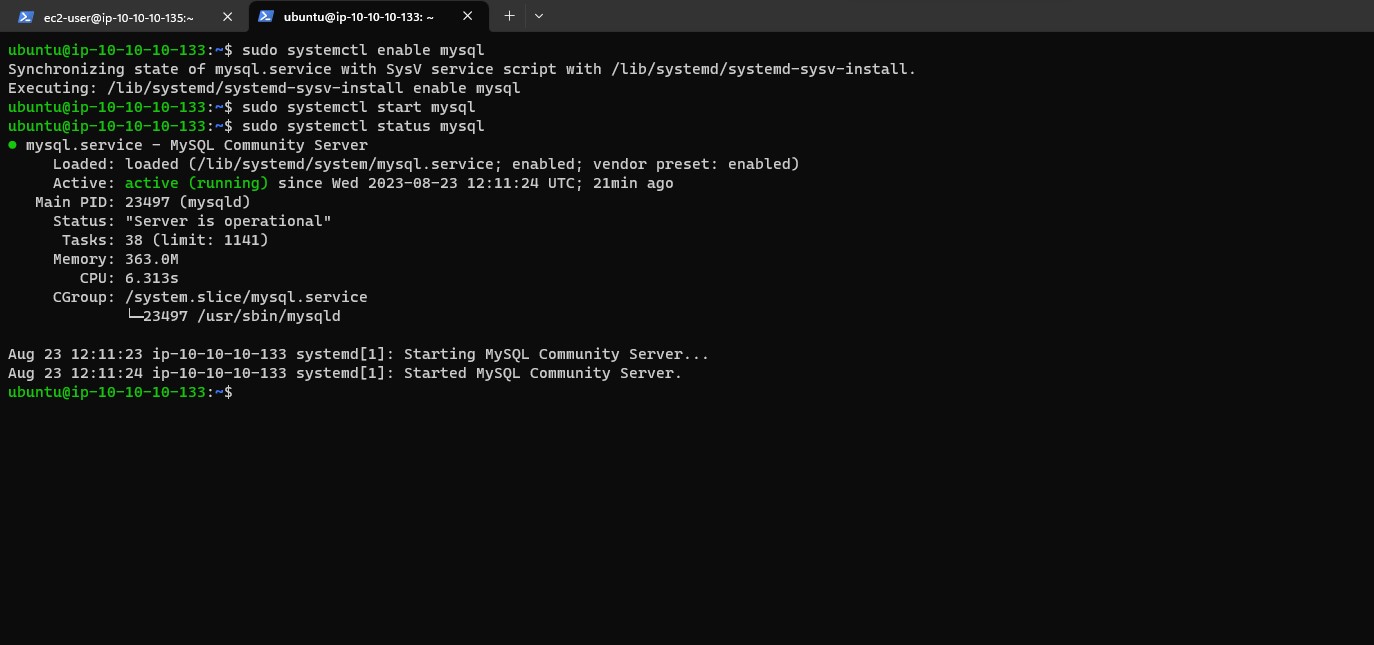 ec2-user@ip-10-10-10-135:~
ubuntu@ip-10-10-10-133: ~
ubuntu@ip-10-10-10-133:~$ sudo systemctl enable mysql
Synchronizing state of mysql.service with SysV service script with /lib/systemd/systemd-sysv-install.
Executing: /lib/systemd/systemd-sysv-install enable mysql
ubuntu@ip-10-10-10-133:~$ sudo systemctl start mysql
ubuntu@ip-10-10-10-133:~$ sudo systemctl status mysql
● mysql.service - MySQL Community Server
     Loaded: loaded (/lib/systemd/system/mysql.service; enabled; vendor preset: enabled)
     Active: active (running) since Wed 2023-08-23 12:11:24 UTC; 21min ago
   Main PID: 23497 (mysqld)
     Status: "Server is operational"
      Tasks: 38 (limit: 1141)
     Memory: 363.0M
        CPU: 6.313s
     CGroup: /system.slice/mysql.service
             └─23497 /usr/sbin/mysqld

Aug 23 12:11:23 ip-10-10-10-133 systemd[1]: Starting MySQL Community Server...
Aug 23 12:11:24 ip-10-10-10-133 systemd[1]: Started MySQL Community Server.
ubuntu@ip-10-10-10-133:~$